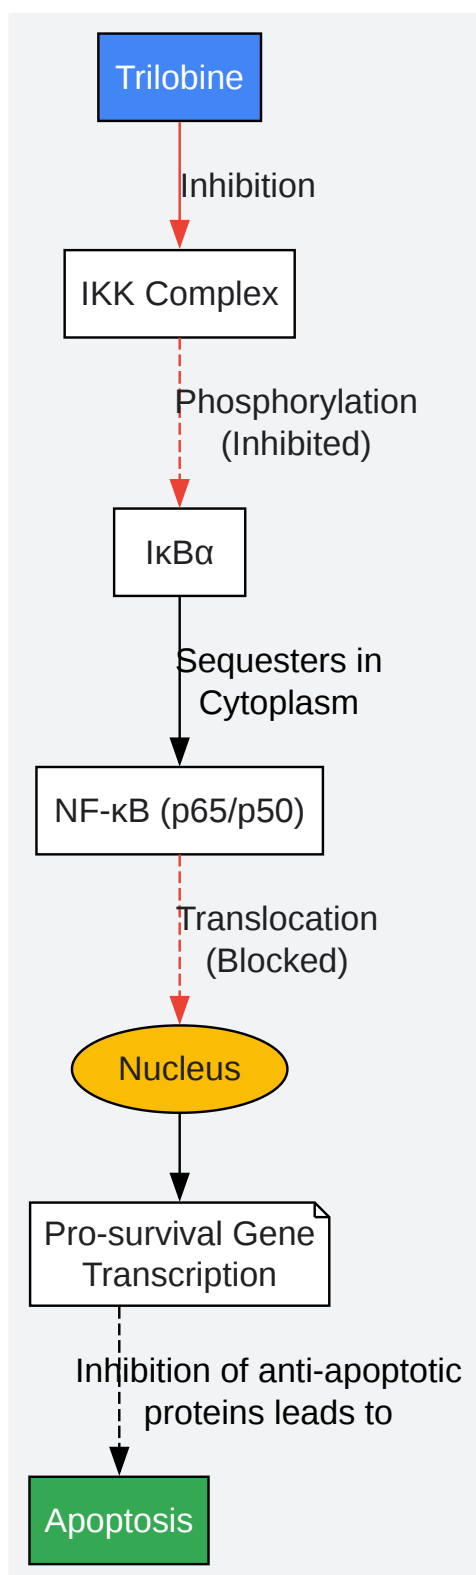 Trilobine
Inhibition
IKK Complex
Phosphorylation
(Inhibited)
IκBα
Sequesters in
Cytoplasm
NF-κB (p65/p50)
Translocation
(Blocked)
Nucleus
Pro-survival Gene
Transcription
Inhibition of anti-apoptotic
proteins leads to
Apoptosis